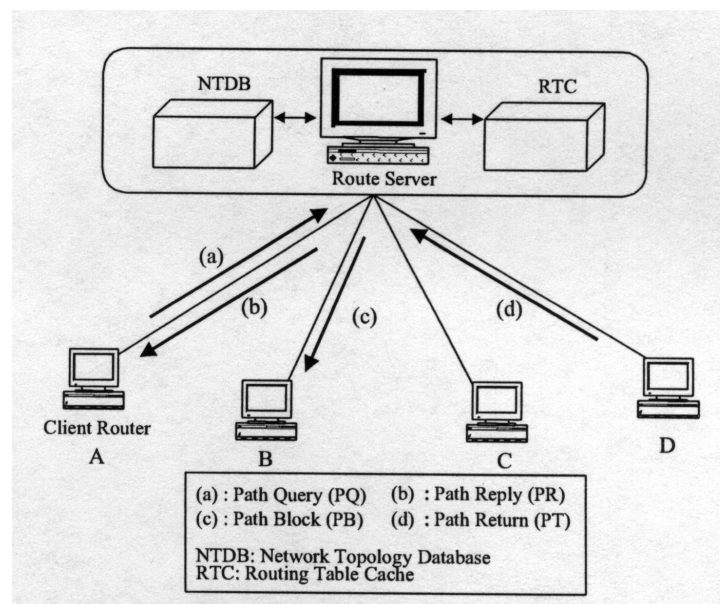 NTDB
RTC
Route Server
(a)
(b)
(c)
(d)
Client Router
A
B
C
D
(a) : Path Query (PQ) (b) : Path Reply (PR)
(c) : Path Block (PB) (d) : Path Return (PT)
NTDB: Network Topology Database
RTC: Routing Table Cache